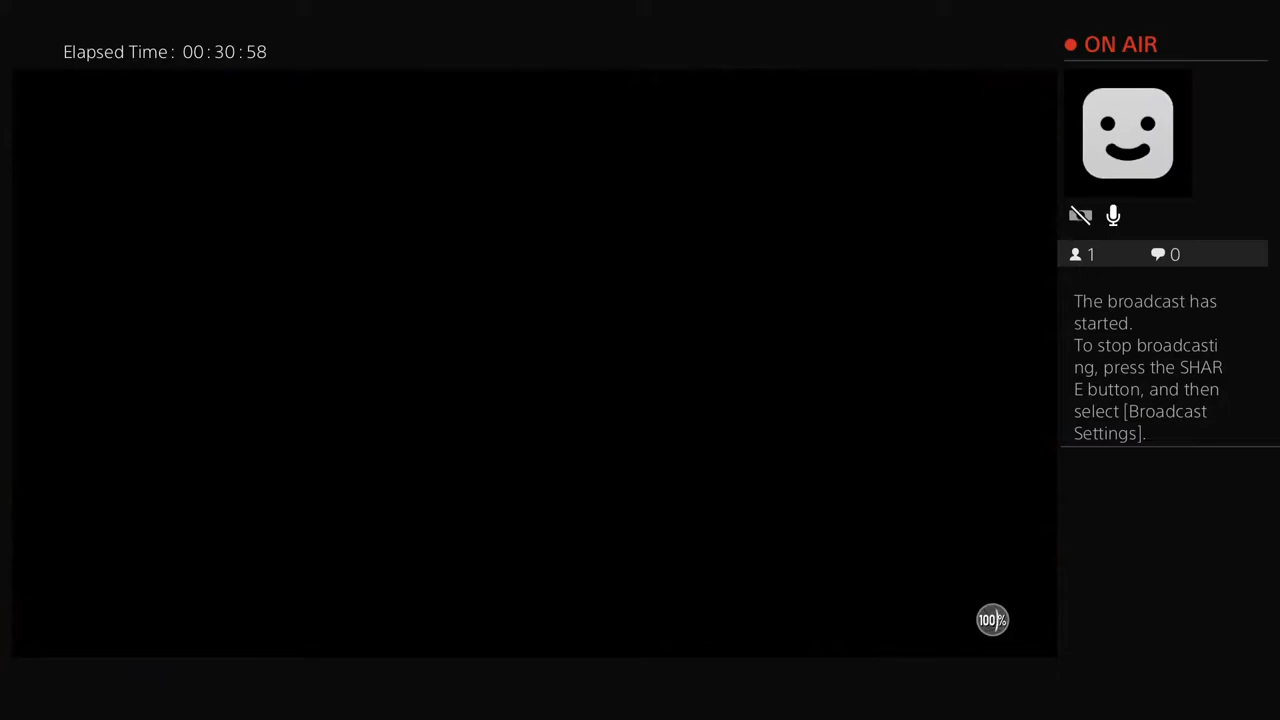 Elapsed Time: 00:30:58
ON AIR
1 0
The broadcast has
started.
To stop broadcasti
ng, press the SHAR
E button, and then
select [Broadcast
Settings].
100%